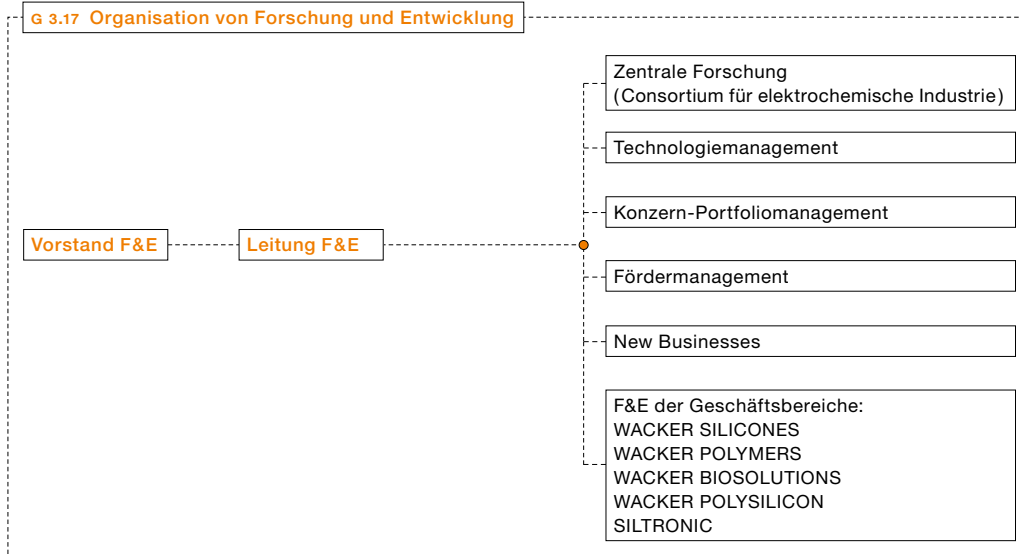 G 3.17 Organisation von Forschung und Entwicklung
Zentrale Forschung
(Consortium für elektrochemische Industrie)
Technologiemanagement
Konzern-Portfoliomanagement
Vorstand F&E
Leitung F&E
Fördermanagement
New Businesses
F&E der Geschäftsbereiche:
WACKER SILICONES
WACKER POLYMERS
WACKER BIOSOLUTIONS
WACKER POLYSILICON
SILTRONIC